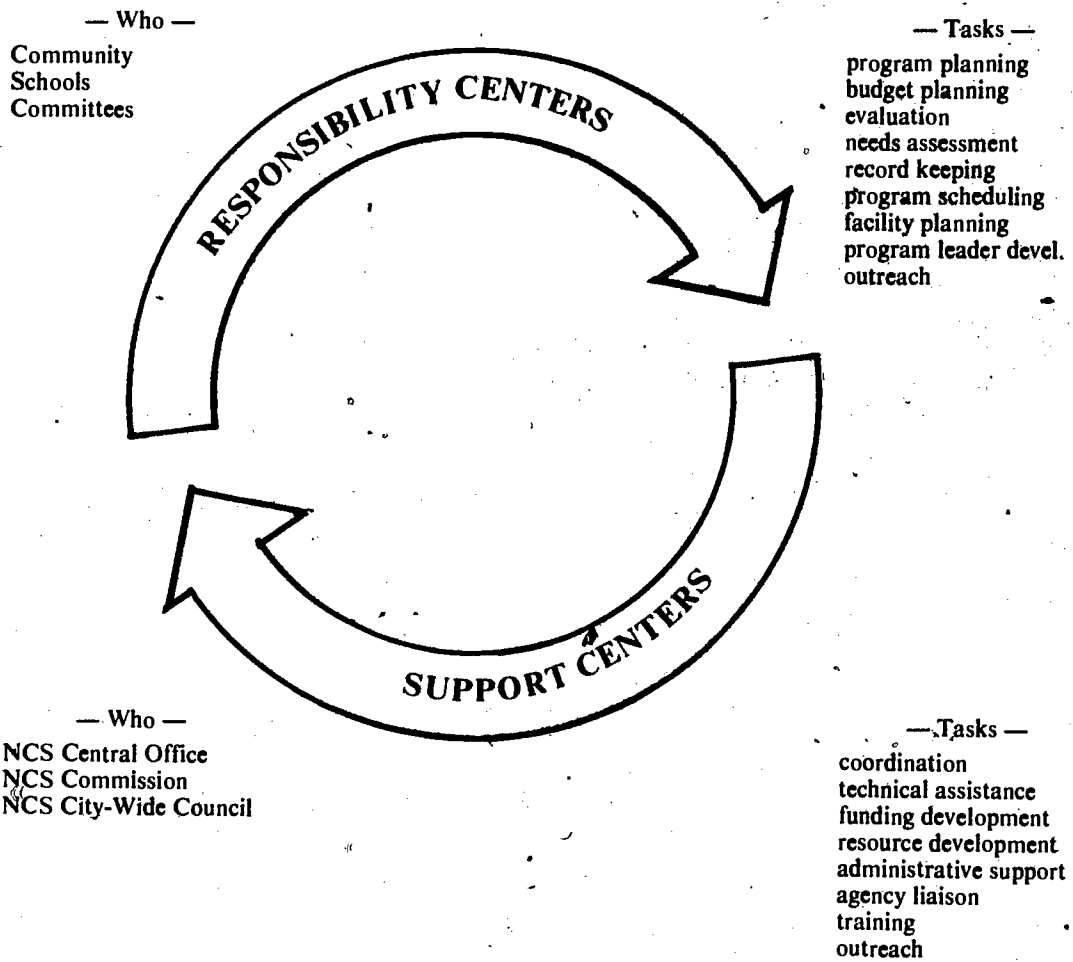 — Who —
Community
Schools
Committees
— Tasks —
program planning
budget planning
evaluation
needs assessment
record keeping
program scheduling
facility planning
program leader devel.
outreach
RESPONSIBILITY CENTERS
SUPPORT CENTERS
— Who —
NCS Central Office
NCS Commission
NCS City-Wide Council
— Tasks —
coordination
technical assistance
funding development
resource development
administrative support
agency liaison
training
outreach